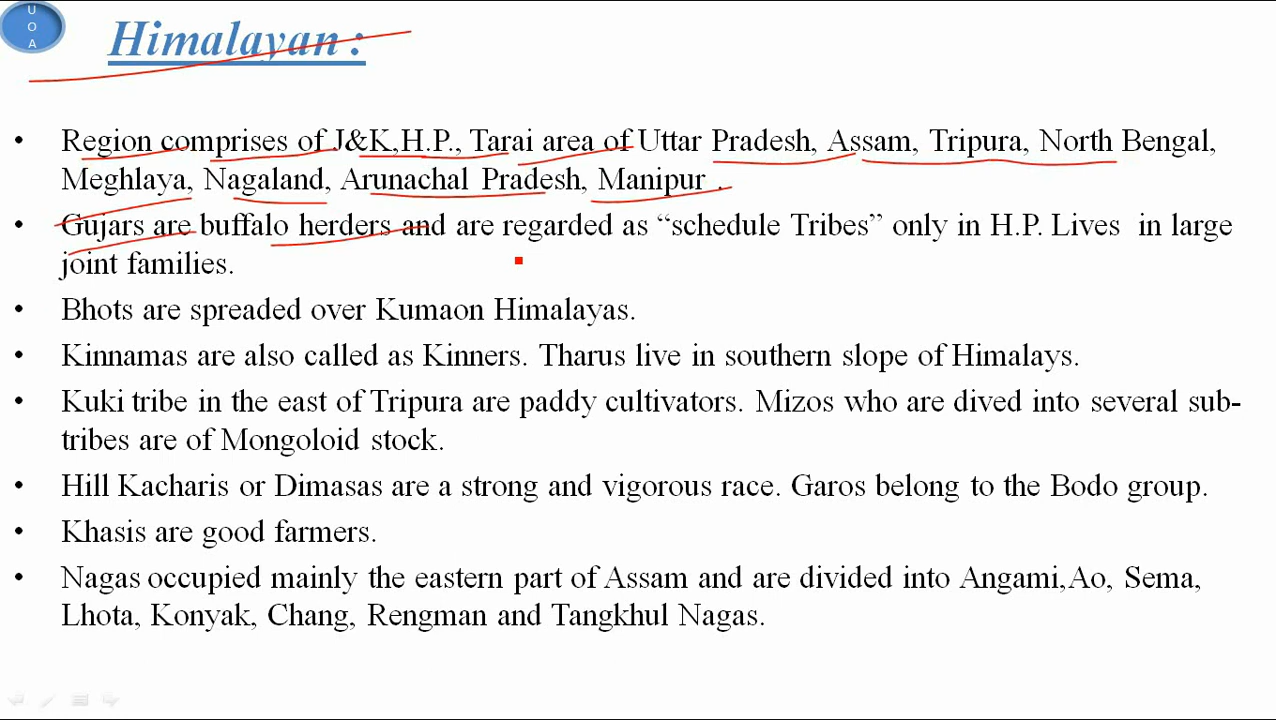 U
O
A
Himalayan :
• Region comprises of J&K,H.P., Tarai area of Uttar Pradesh, Assam, Tripura, North Bengal,
Meghlaya, Nagaland, Arunachal Pradesh, Manipur .
• Gujars are buffalo herders and are regarded as “schedule Tribes” only in H.P. Lives in large
joint families.
• Bhots are spreaded over Kumaon Himalayas.
• Kinnamas are also called as Kinners. Tharus live in southern slope of Himalays.
• Kuki tribe in the east of Tripura are paddy cultivators. Mizos who are dived into several sub-
tribes are of Mongoloid stock.
• Hill Kacharis or Dimasas are a strong and vigorous race. Garos belong to the Bodo group.
• Khasis are good farmers.
• Nagas occupied mainly the eastern part of Assam and are divided into Angami,Ao, Sema,
Lhota, Konyak, Chang, Rengman and Tangkhul Nagas.